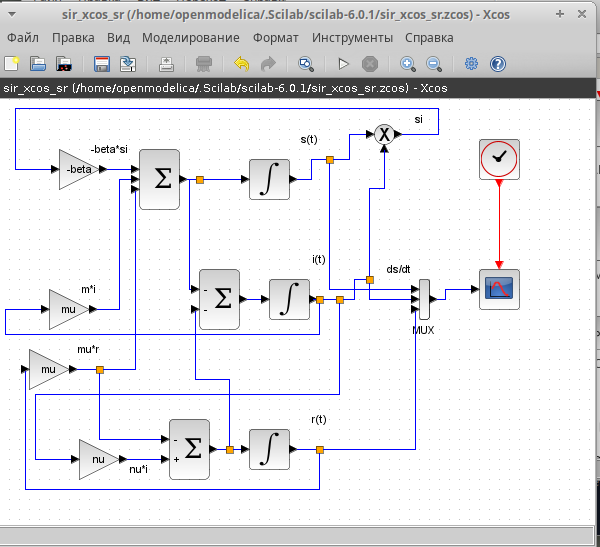 sir_xcos_sr (/home/openmodelica/.Scilab/scilab-6.0.1/sir_xcos_sr.zcos) - Xcos
Файл Правка Вид Моделирование Формат Инструменты Справка
sir_xcos_sr (/home/openmodelica/.Scilab/scilab-6.0.1/sir_xcos_sr.zcos) - Xcos
si
s(t)
X
-beta*si
-beta
Σ
∫
i(t)
ds/dt
m*i
mu
-
-
Σ
∫
MUX
mu*r
mu
r(t)
-
+
Σ
∫
nu
nu*i